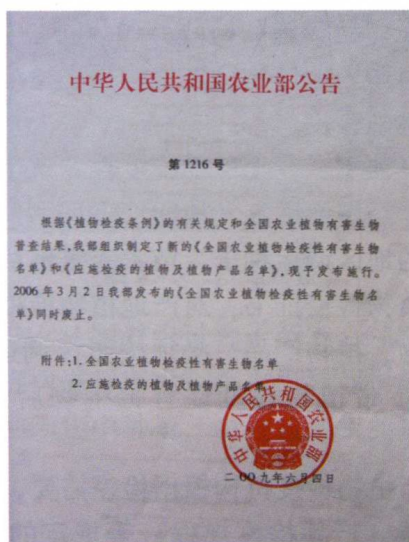 中华人民共和国农业部公告
第1216号
根据《植物检疫条例》的有关规定和全国农业植物有害生物
普查结果,我部组织制定了新的《全国农业植物检疫性有害生物
名单》和《应施检疫的植物及植物产品名单》,现予发布施行。
2006年3月2日我部发布的《全国农业植物检疫性有害生物名
单》同时废止。
附件:1.全国农业植物检疫性有害生物名单
2.应施检疫的植物及植物产品名单
中华人民共和国农业部
二〇〇九年六月四日